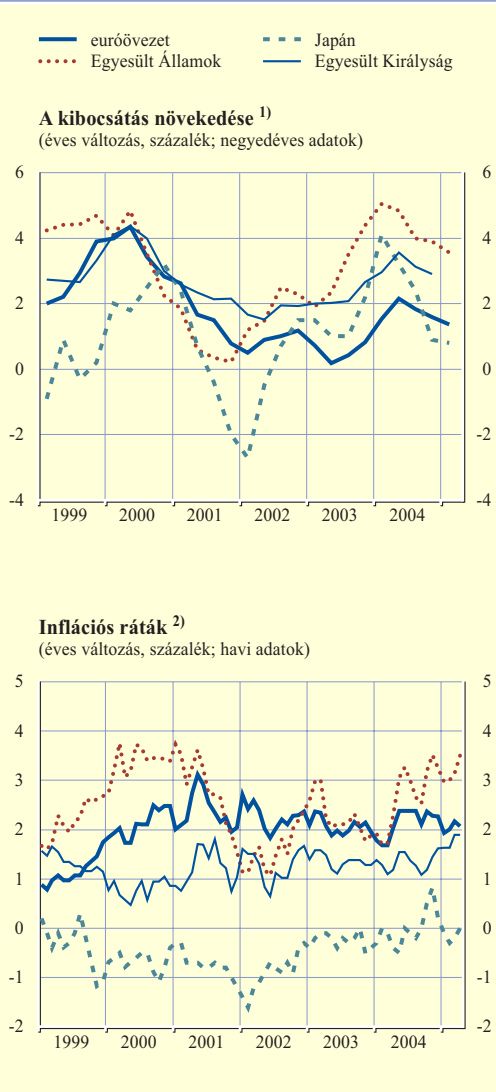 euróövezet
Egyesült Államok
Japán
Egyesült Királyság
A kibocsátás növekedése 1)
(éves változás, százalék; negyedéves adatok)
6 6
4 4
2 2
0 0
-2 -2
-4 -4
1999 2000 2001 2002 2003 2004
Inflációs ráták 2)
(éves változás, százalék; havi adatok)
5 5
4 4
3 3
2 2
1 1
0 0
-1 -1
-2 -2
1999 2000 2001 2002 2003 2004